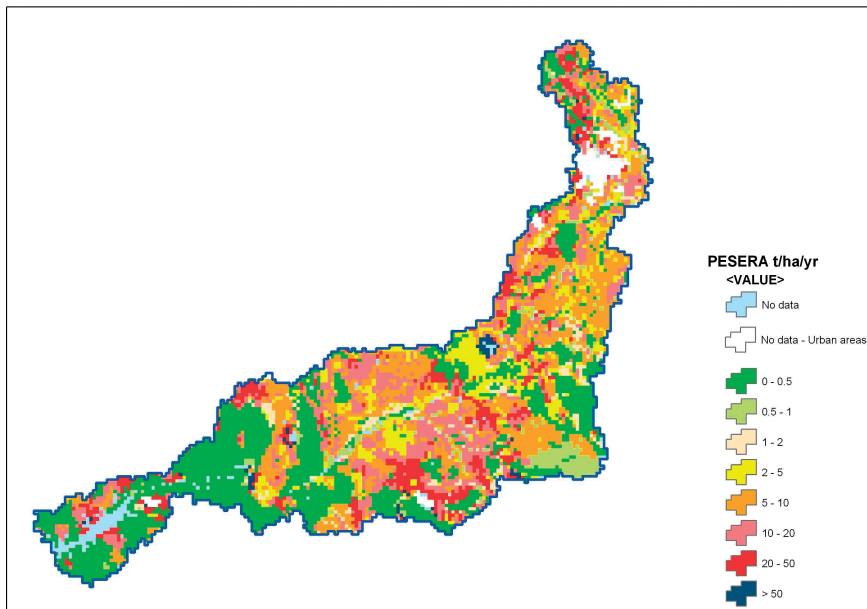 PESERA t/ha/yr
<VALUE>
No data
No data - Urban areas
0 - 0.5
0.5 - 1
1 - 2
2 - 5
5 - 10
10 - 20
20 - 50
> 50